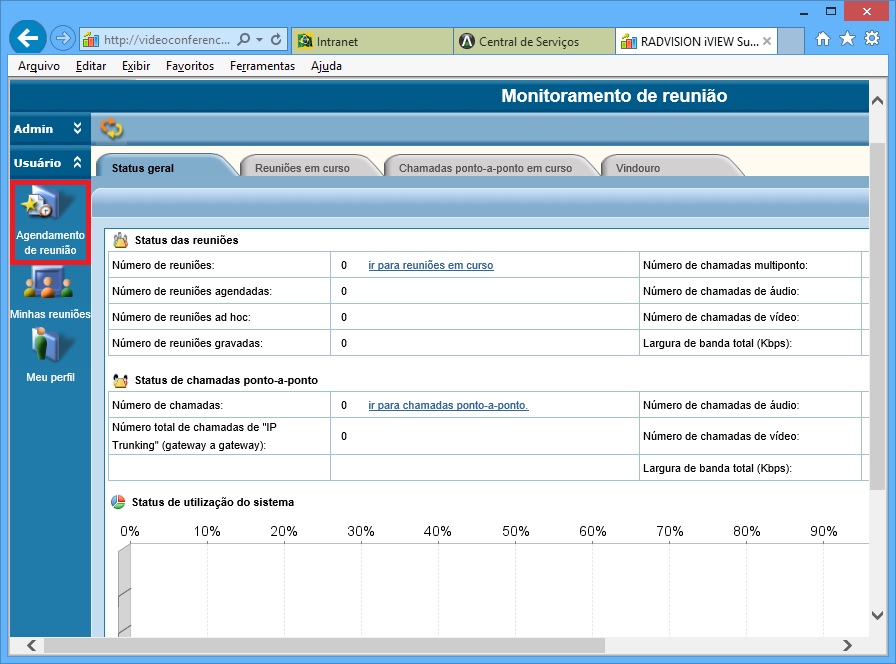 http://videoconferenc...
Intranet
Central de Serviços
RADVISION iVIEW Su...
Arquivo Editar Exibir Favoritos Ferramentas Ajuda
Monitoramento de reunião
Admin
Usuário
Agendamento
de reunião
Minhas reuniões
Meu perfil
Status geral
Reuniões em curso
Chamadas ponto-a-ponto em curso
Vindouro
Status das reuniões
Número de reuniões: 0 ir para reuniões em curso Número de chamadas multiponto:
Número de reuniões agendadas: 0 Número de chamadas de áudio:
Número de reuniões ad hoc: 0 Número de chamadas de vídeo:
Número de reuniões gravadas: 0 Largura de banda total (Kbps):
Status de chamadas ponto-a-ponto
Número de chamadas: 0 ir para chamadas ponto-a-ponto. Número de chamadas de áudio:
Número total de chamadas de "IP
Trunking" (gateway a gateway): 0 Número de chamadas de vídeo:
Largura de banda total (Kbps):
Status de utilização do sistema
0% 10% 20% 30% 40% 50% 60% 70% 80% 90%